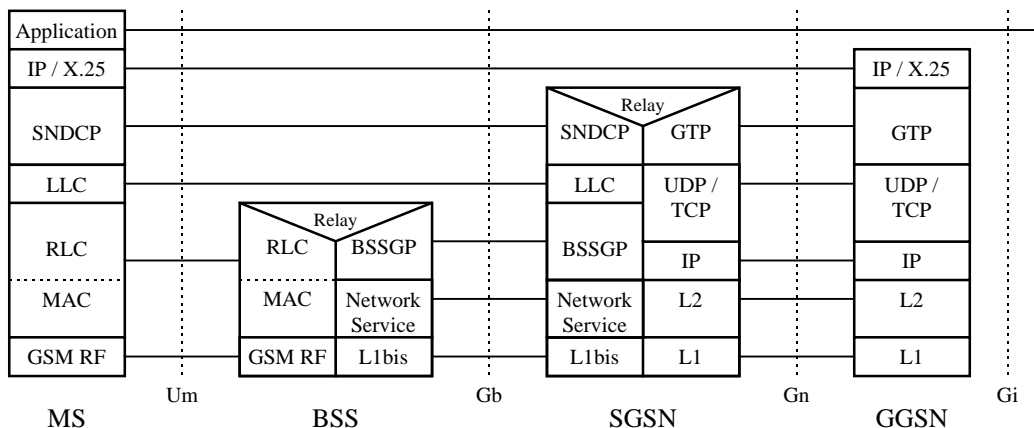 Application
IP / X.25
IP / X.25
Relay
SNDCP
SNDCP
GTP
GTP
LLC
LLC
UDP /
TCP
UDP /
TCP
Relay
RLC
RLC
BSSGP
BSSGP
IP
IP
MAC
MAC
Network
Service
Network
Service
L2
L2
GSM RF
GSM RF
L1bis
L1bis
L1
L1
Um
Gb
Gn
Gi
MS
BSS
SGSN
GGSN